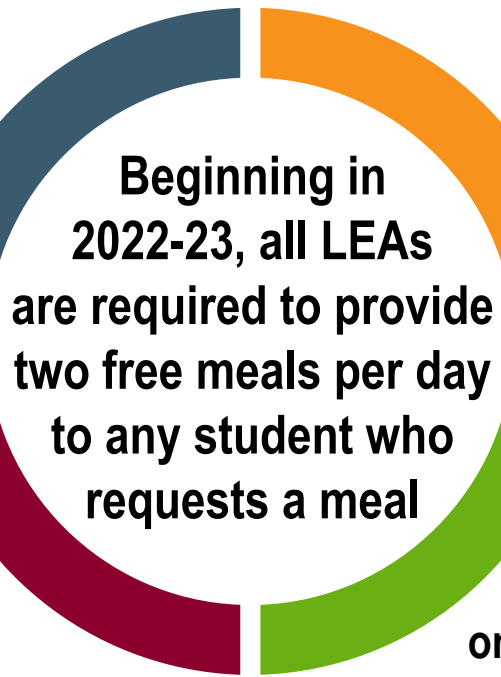 Beginning in
2022-23, all LEAs
are required to provide
two free meals per day
to any student who
requests a meal